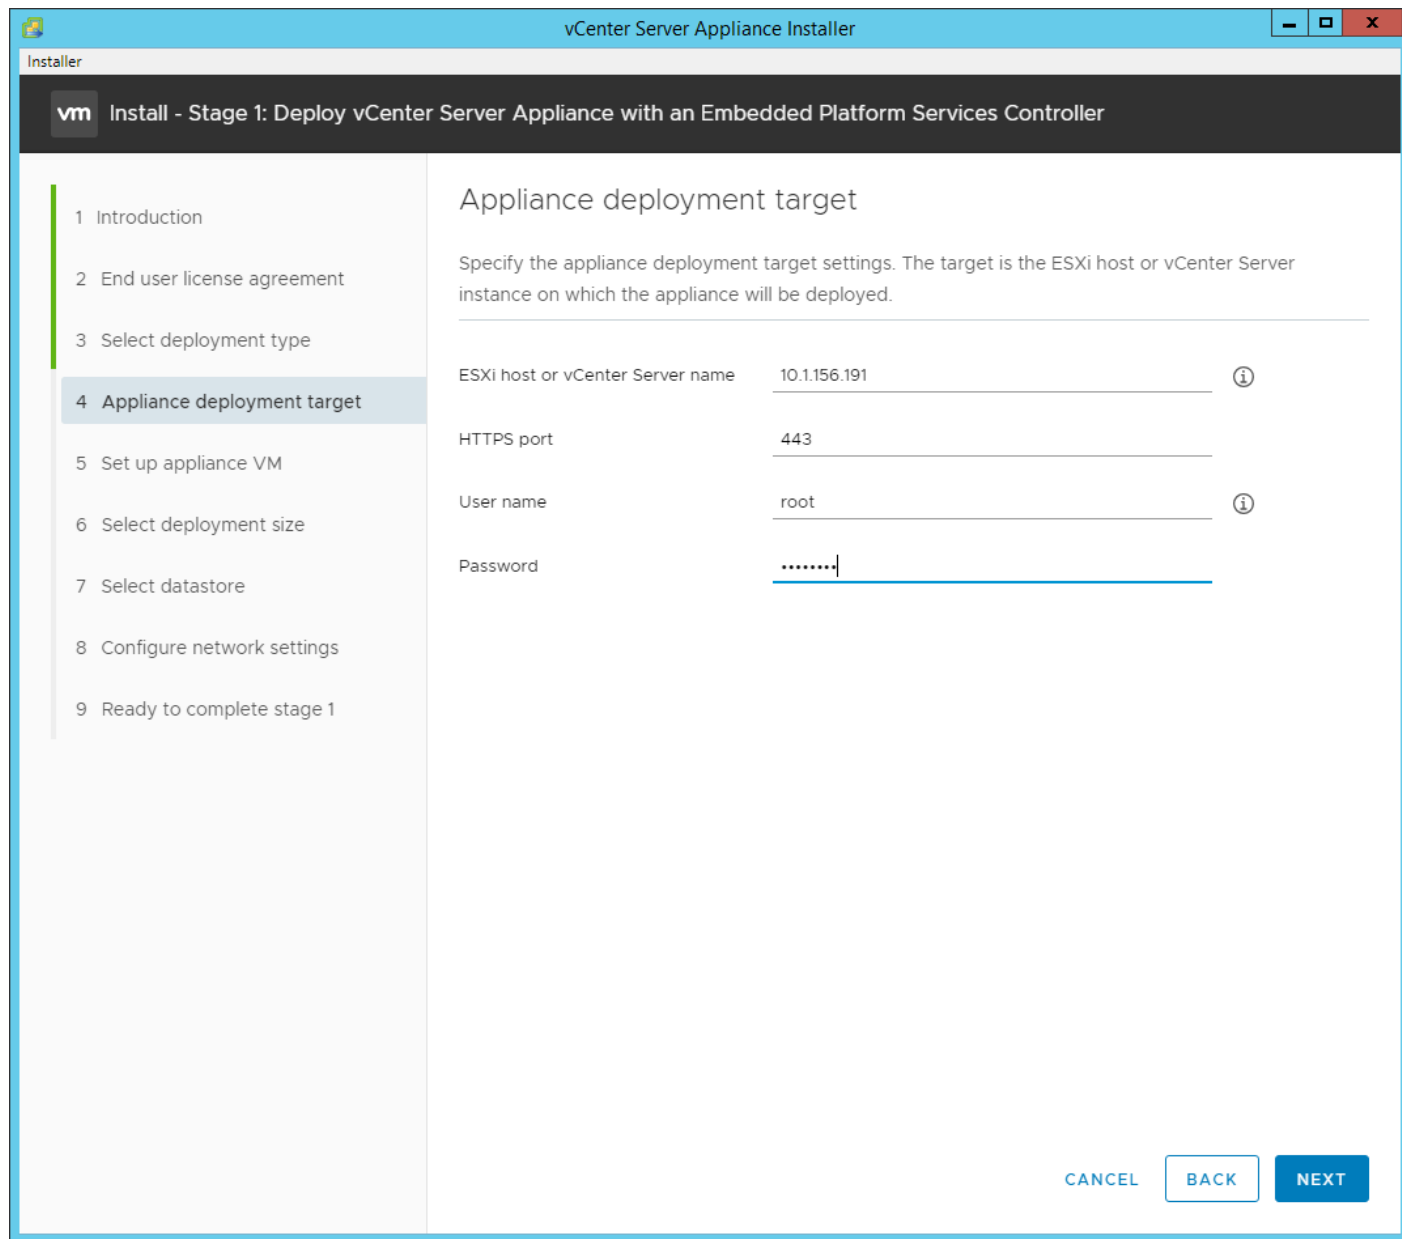 vCenter Server Appliance Installer
Installer
vm Install - Stage 1: Deploy vCenter Server Appliance with an Embedded Platform Services Controller
1 Introduction
2 End user license agreement
3 Select deployment type
4 Appliance deployment target
5 Set up appliance VM
6 Select deployment size
7 Select datastore
8 Configure network settings
9 Ready to complete stage 1
Appliance deployment target
Specify the appliance deployment target settings. The target is the ESXi host or vCenter Server
instance on which the appliance will be deployed.
ESXi host or vCenter Server name 10.1.156.191
HTTPS port 443
User name root
Password ••••••••
CANCEL BACK NEXT